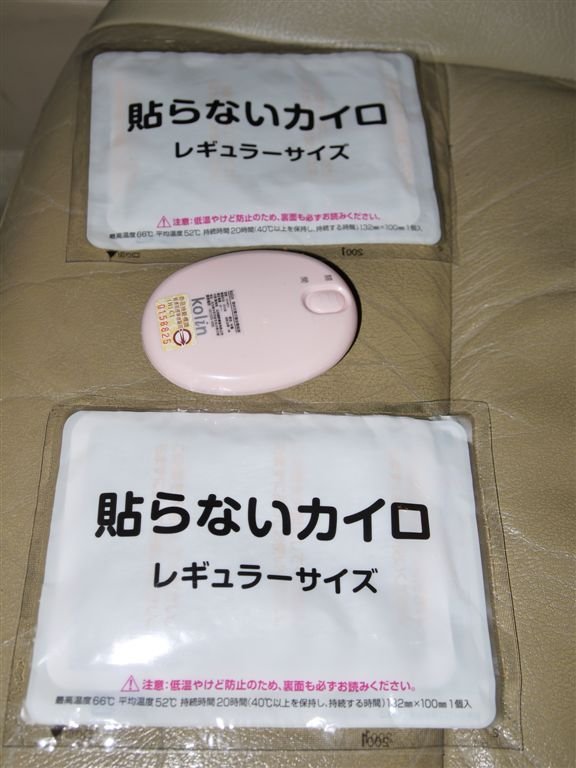 貼らないカイロ
レギュラーサイズ
⚠注意:低温やけど防止のため、裏面も必ずお読みください。
最高温度66℃ 平均温度52℃ 持続時間20時間(40℃以上を保持し、持続する時間)132㎜×100㎜ 1個入
kolin
貼らないカイロ
レギュラーサイズ
⚠注意:低温やけど防止のため、裏面も必ずお読みください。
最高温度66℃ 平均温度52℃ 持続時間20時間(40℃以上を保持し、持続する時間)132㎜×100㎜ 1個入